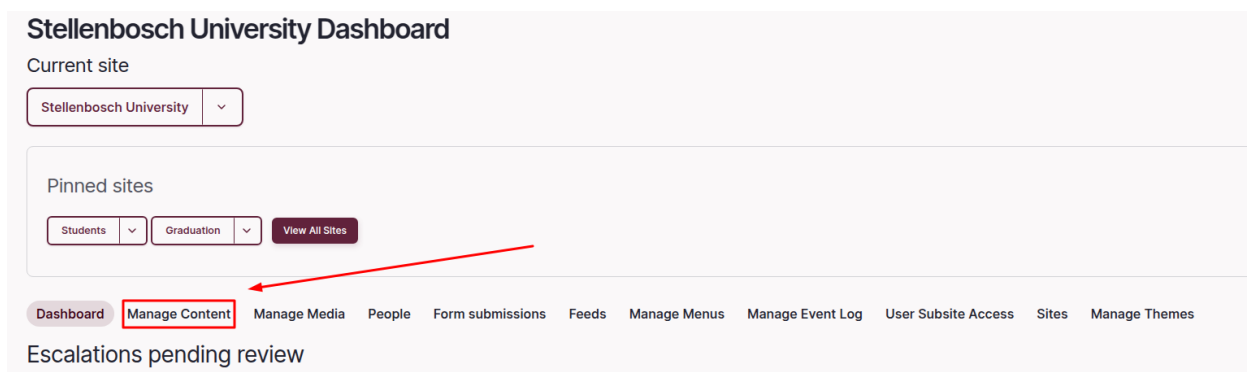 Stellenbosch University Dashboard
Current site
Stellenbosch University
Pinned sites
Students Graduation View All Sites
Dashboard Manage Content Manage Media People Form submissions Feeds Manage Menus Manage Event Log User Subsite Access Sites Manage Themes
Escalations pending review